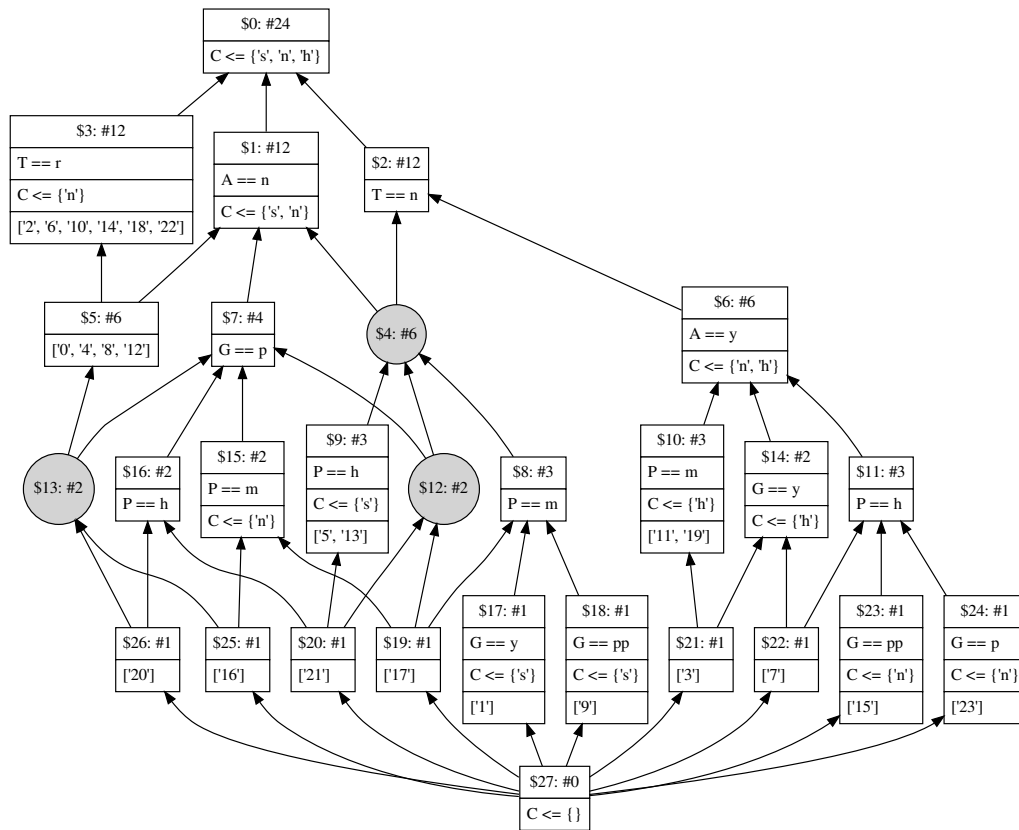 $0: #24
C <= {'s', 'n', 'h'}
$3: #12
T == r
C <= {'n'}
['2', '6', '10', '14', '18', '22']
$1: #12
A == n
C <= {'s', 'n'}
$2: #12
T == n
$5: #6
['0', '4', '8', '12']
$7: #4
G == p
$4: #6
$6: #6
A == y
C <= {'n', 'h'}
$13: #2
$16: #2
P == h
$15: #2
P == m
C <= {'n'}
$9: #3
P == h
C <= {'s'}
['5', '13']
$12: #2
$8: #3
P == m
$10: #3
P == m
C <= {'h'}
['11', '19']
$14: #2
G == y
C <= {'h'}
$11: #3
P == h
$26: #1
['20']
$25: #1
['16']
$20: #1
['21']
$19: #1
['17']
$17: #1
G == y
C <= {'s'}
['1']
$18: #1
G == pp
C <= {'s'}
['9']
$21: #1
['3']
$22: #1
['7']
$23: #1
G == pp
C <= {'n'}
['15']
$24: #1
G == p
C <= {'n'}
['23']
$27: #0
C <= {}